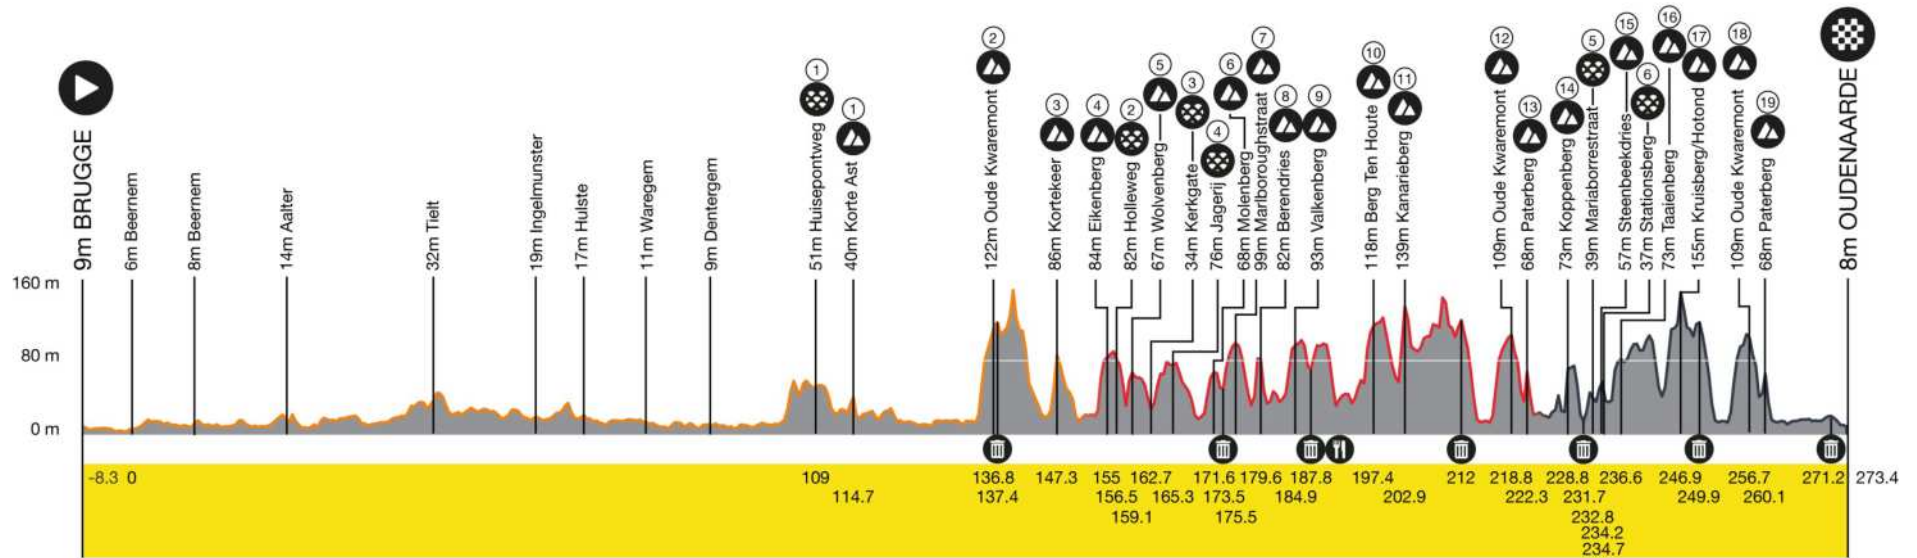 9m BRUGGE
6m Beernem
8m Beernem
14m Aalter
32m Tielt
19m Ingelmunster
17m Hulste
11m Waregem
9m Dentergem
1
51m Huisepontweg
1
40m Korte Ast
2
122m Oude Kwaremont
3
86m Kortekeer
4
84m Eikenberg
2
82m Holleweg
5
67m Wolvenberg
3
34m Kerkgate
4
76m Jagerij
6
68m Molenberg
7
99m Marlboroughstraat
8
82m Berendries
9
93m Valkenberg
10
118m Berg Ten Houte
11
139m Kanarieberg
12
109m Oude Kwaremont
13
68m Paterberg
14
73m Koppenberg
5
39m Mariaborrestraat
15
57m Steenbeekdries
6
37m Stationsberg
16
73m Taaienberg
17
155m Kruisberg/Hotond
18
109m Oude Kwaremont
19
68m Paterberg
8m OUDENAARDE
160 m
80 m
0 m
-8.3 0 109 136.8 147.3 155 162.7 171.6 179.6 187.8 197.4 212 218.8 228.8 236.6 246.9 256.7 271.2 273.4
114.7 137.4 156.5 165.3 173.5 184.9 202.9 222.3 231.7 249.9 260.1
159.1 175.5 232.8
234.2
234.7